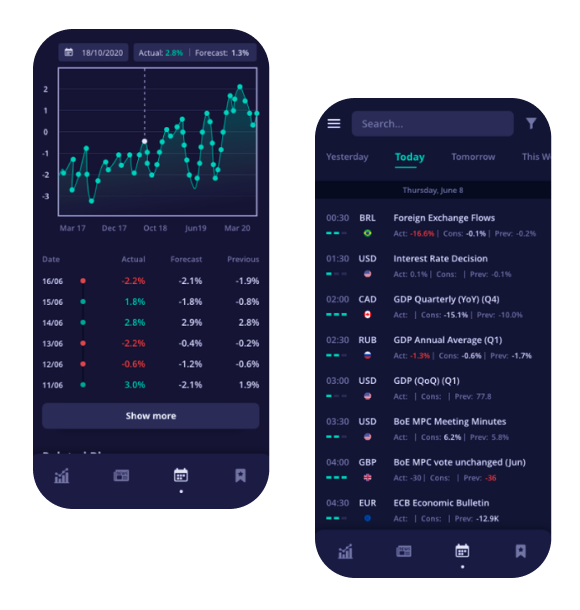 18/10/2020 Actual: 2.8% | Forecast: 1.3%
2
1
0
-1
-2
-3
Mar 17 Dec 17 Oct 18 Jun19 Mar 20
Date Actual Forecast Previous
16/06 -2.2% -2.1% -1.9%
15/06 1.8% -1.8% -0.8%
14/06 2.8% 2.9% 2.8%
13/06 -2.2% -0.4% -0.2%
12/06 -0.6% -1.2% -0.6%
11/06 3.0% -2.1% 1.9%
Show more
Search...
Yesterday Today Tomorrow This W
Thursday, June 8
00:30 BRL Foreign Exchange Flows
Act: -16.6% | Cons: -0.1% | Prev: -0.2%
01:30 USD Interest Rate Decision
Act: 0.1% | Cons: | Prev: -0.1%
02:00 CAD GDP Quarterly (YoY) (Q4)
Act: | Cons: -15.1% | Prev: -10.0%
02:30 RUB GDP Annual Average (Q1)
Act: -1.3% | Cons: -0.6% | Prev: -1.7%
03:00 USD GDP (QoQ) (Q1)
Act: | Cons: | Prev: 77.8
03:30 USD BoE MPC Meeting Minutes
Act: | Cons: 6.2% | Prev: 5.8%
04:00 GBP BoE MPC vote unchanged (Jun)
Act: -30 | Cons: | Prev: -36
04:30 EUR ECB Economic Bulletin
Act: | Cons: | Prev: -12.9K